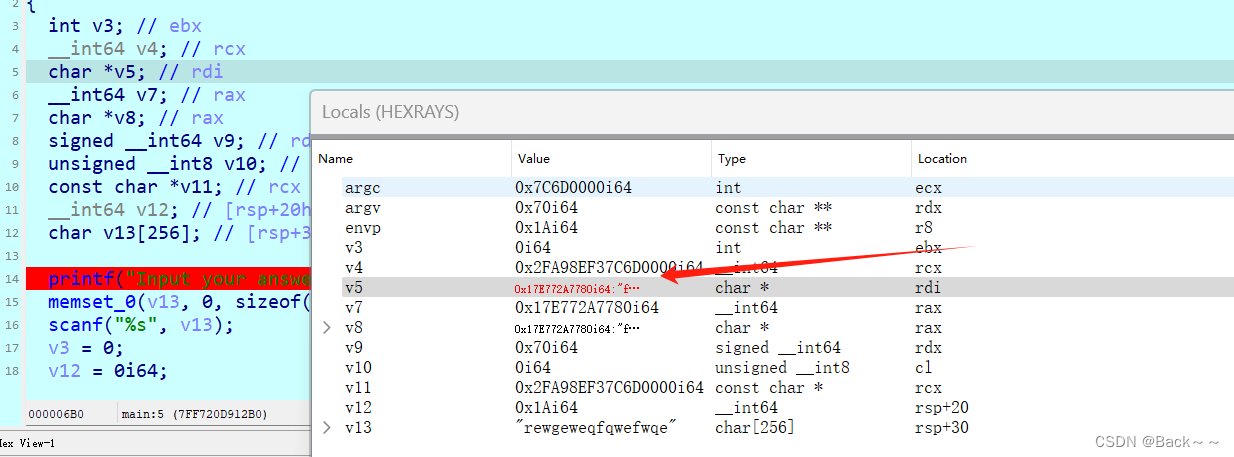 2 {
3 int v3; // ebx
4 __int64 v4; // rcx
5 char *v5; // rdi
6 __int64 v7; // rax
7 char *v8; // rax
8 signed __int64 v9; // rd
9 unsigned __int8 v10; //
10 const char *v11; // rcx
11 __int64 v12; // [rsp+20h
12 char v13[256]; // [rsp+3
13
14 printf("Input your answe
15 memset_0(v13, 0, sizeof(
16 scanf("%s", v13);
17 v3 = 0;
18 v12 = 0i64;
000006B0 main:5 (7FF720D912B0)
Hex View-1
Locals (HEXRAYS)
Name Value Type Location
argc 0x7C6D0000i64 int ecx
argv 0x70i64 const char ** rdx
envp 0x1Ai64 const char ** r8
v3 0i64 int ebx
v4 0x2FA98EF37C6D0000i64 __int64 rcx
v5 0x17E772A7780i64:"f… char * rdi
v7 0x17E772A7780i64 __int64 rax
v8 0x17E772A7780i64:"f… char * rax
v9 0x70i64 signed __int64 rdx
v10 0i64 unsigned __int8 cl
v11 0x2FA98EF37C6D0000i64 const char * rcx
v12 0x1Ai64 __int64 rsp+20
v13 "rewgeweqfqwefwqe" char[256] rsp+30
CSDN @Back~~